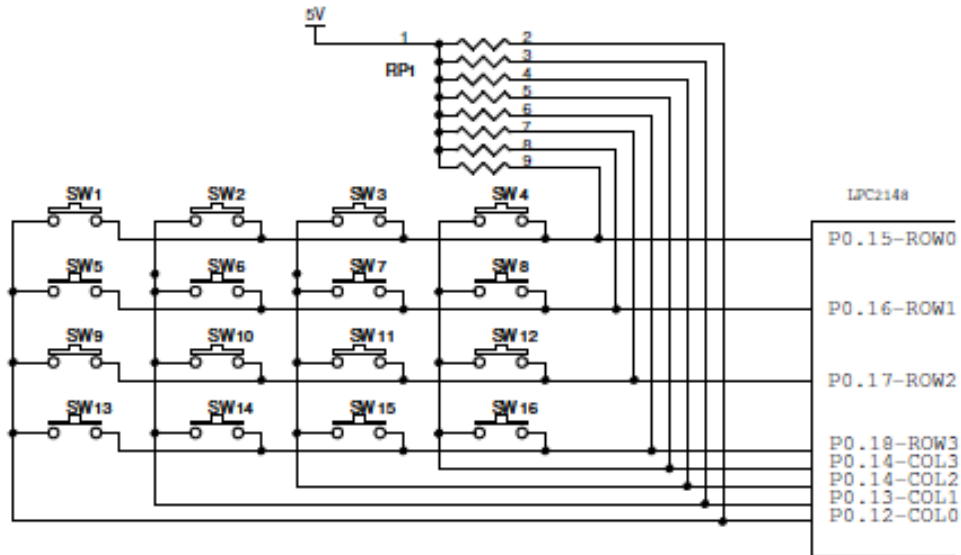 5V
1
2
3
RP1
4
5
6
7
8
9
SW1 SW2 SW3 SW4
LPC2148
P0.15-ROW0
SW5 SW6 SW7 SW8
P0.16-ROW1
SW9 SW10 SW11 SW12
P0.17-ROW2
SW13 SW14 SW15 SW16
P0.18-ROW3
P0.14-COL3
P0.14-COL2
P0.13-COL1
P0.12-COL0